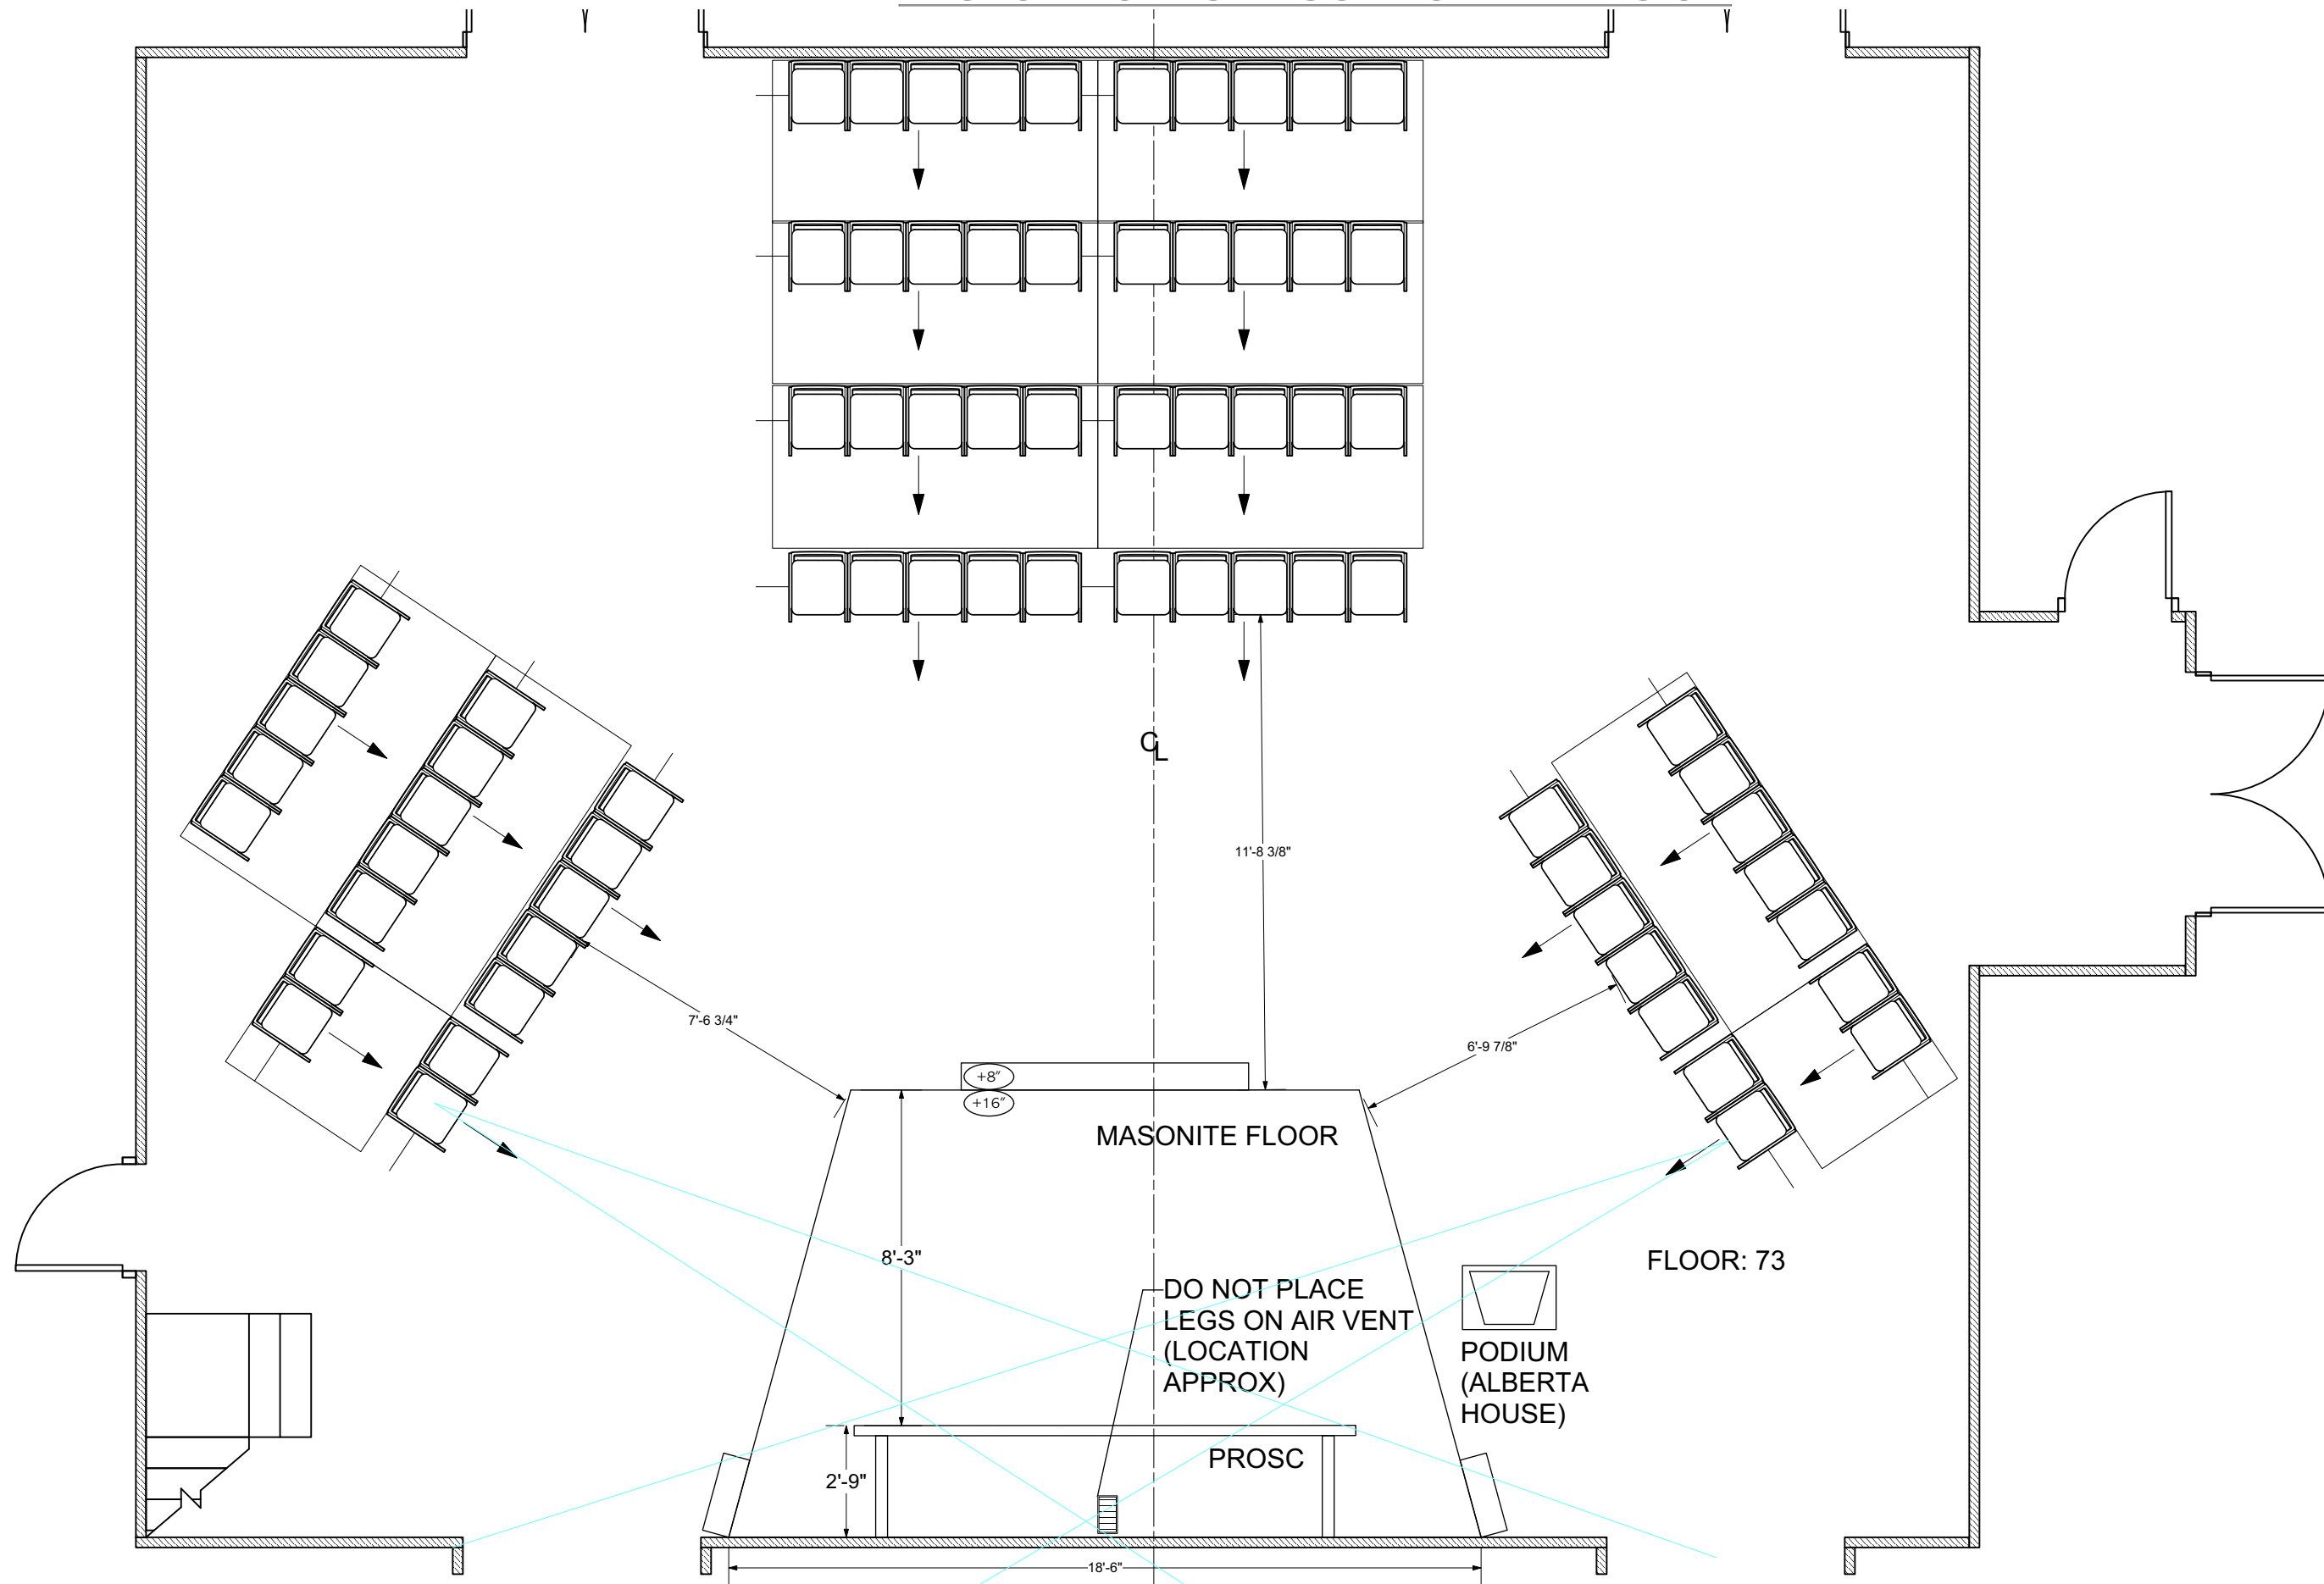 C
L
11'-8 3/8"
7'-6 3/4"
6'-9 7/8"
+8"
+16"
MASONITE FLOOR
8'-3"
FLOOR: 73
DO NOT PLACE
LEGS ON AIR VENT
(LOCATION
APPROX)
PODIUM
(ALBERTA
HOUSE)
PROSC
2'-9"
18'-6"